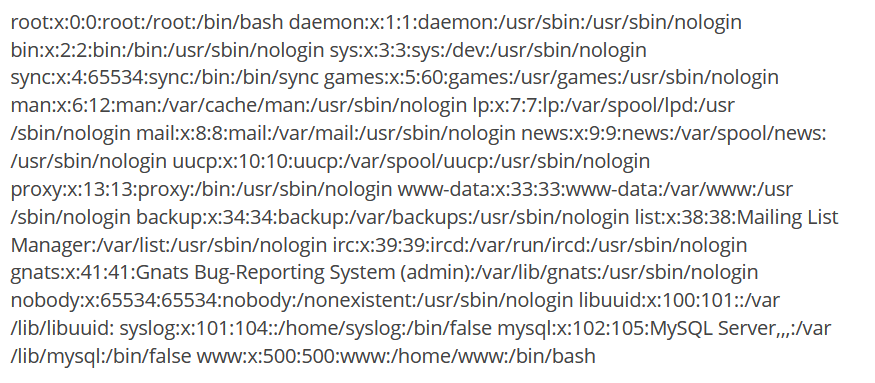 root:x:0:0:root:/root:/bin/bash daemon:x:1:1:daemon:/usr/sbin:/usr/sbin/nologin
bin:x:2:2:bin:/bin:/usr/sbin/nologin sys:x:3:3:sys:/dev:/usr/sbin/nologin
sync:x:4:65534:sync:/bin:/bin/sync games:x:5:60:games:/usr/games:/usr/sbin/nologin
man:x:6:12:man:/var/cache/man:/usr/sbin/nologin lp:x:7:7:lp:/var/spool/lpd:/usr
/sbin/nologin mail:x:8:8:mail:/var/mail:/usr/sbin/nologin news:x:9:9:news:/var/spool/news:
/usr/sbin/nologin uucp:x:10:10:uucp:/var/spool/uucp:/usr/sbin/nologin
proxy:x:13:13:proxy:/bin:/usr/sbin/nologin www-data:x:33:33:www-data:/var/www:/usr
/sbin/nologin backup:x:34:34:backup:/var/backups:/usr/sbin/nologin list:x:38:38:Mailing List
Manager:/var/list:/usr/sbin/nologin irc:x:39:39:ircd:/var/run/ircd:/usr/sbin/nologin
gnats:x:41:41:Gnats Bug-Reporting System (admin):/var/lib/gnats:/usr/sbin/nologin
nobody:x:65534:65534:nobody:/nonexistent:/usr/sbin/nologin libuuid:x:100:101::/var
/lib/libuuid: syslog:x:101:104::/home/syslog:/bin/false mysql:x:102:105:MySQL Server,,,:/var
/lib/mysql:/bin/false www:x:500:500:www:/home/www:/bin/bash